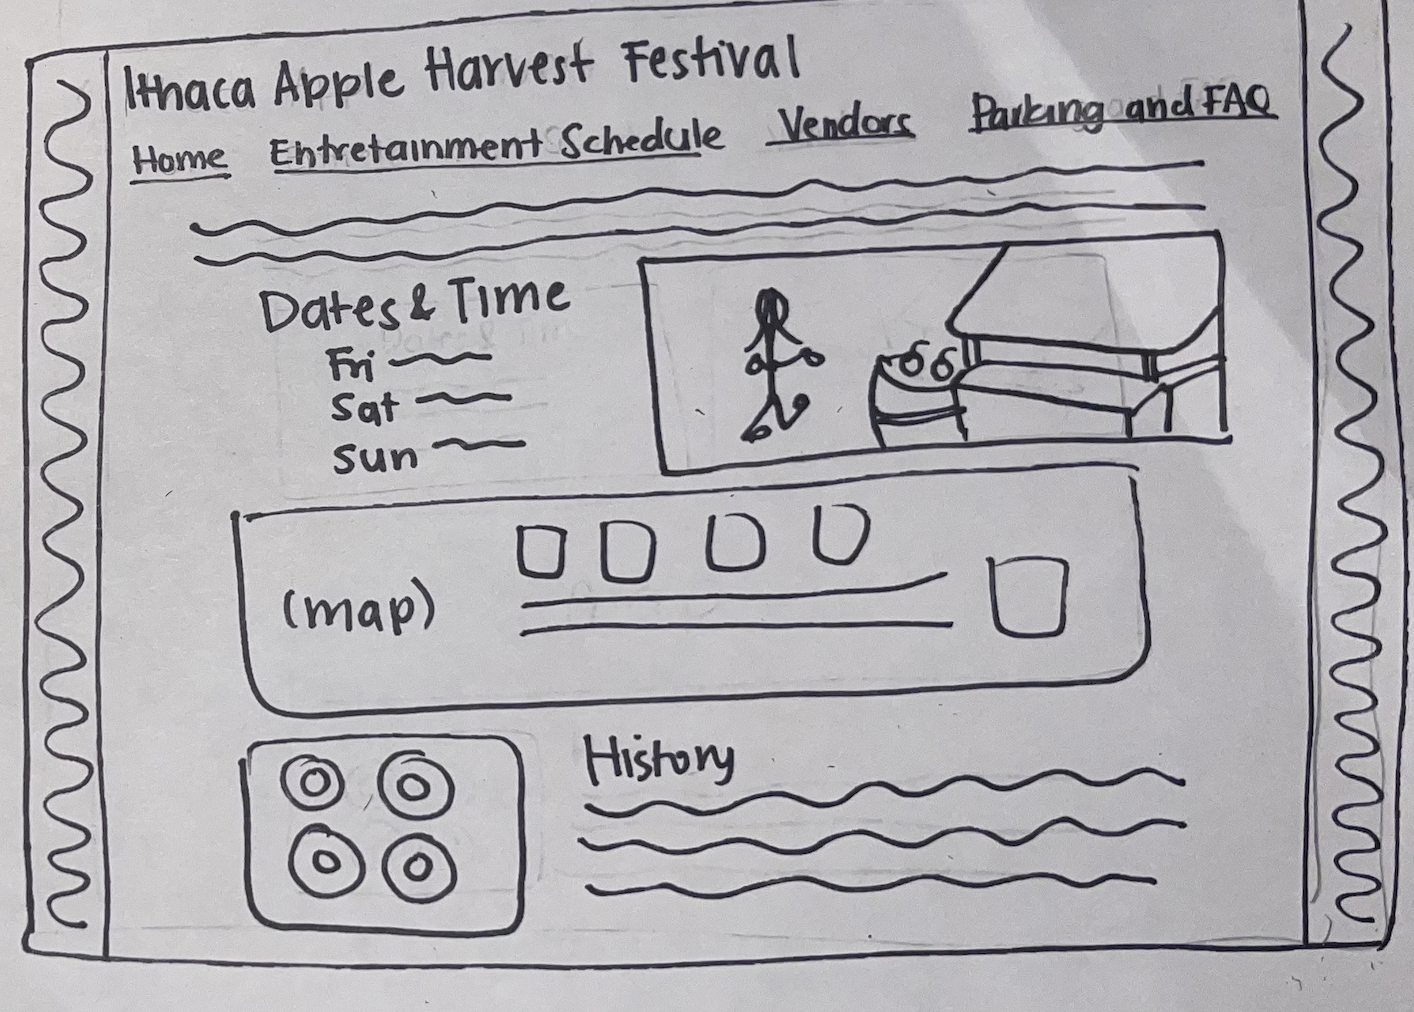 Ithaca Apple Harvest Festival
Home Entretainment Schedule Vendors Parking and FAQ
Dates & Time
Fri
Sat
Sun
(map)
History